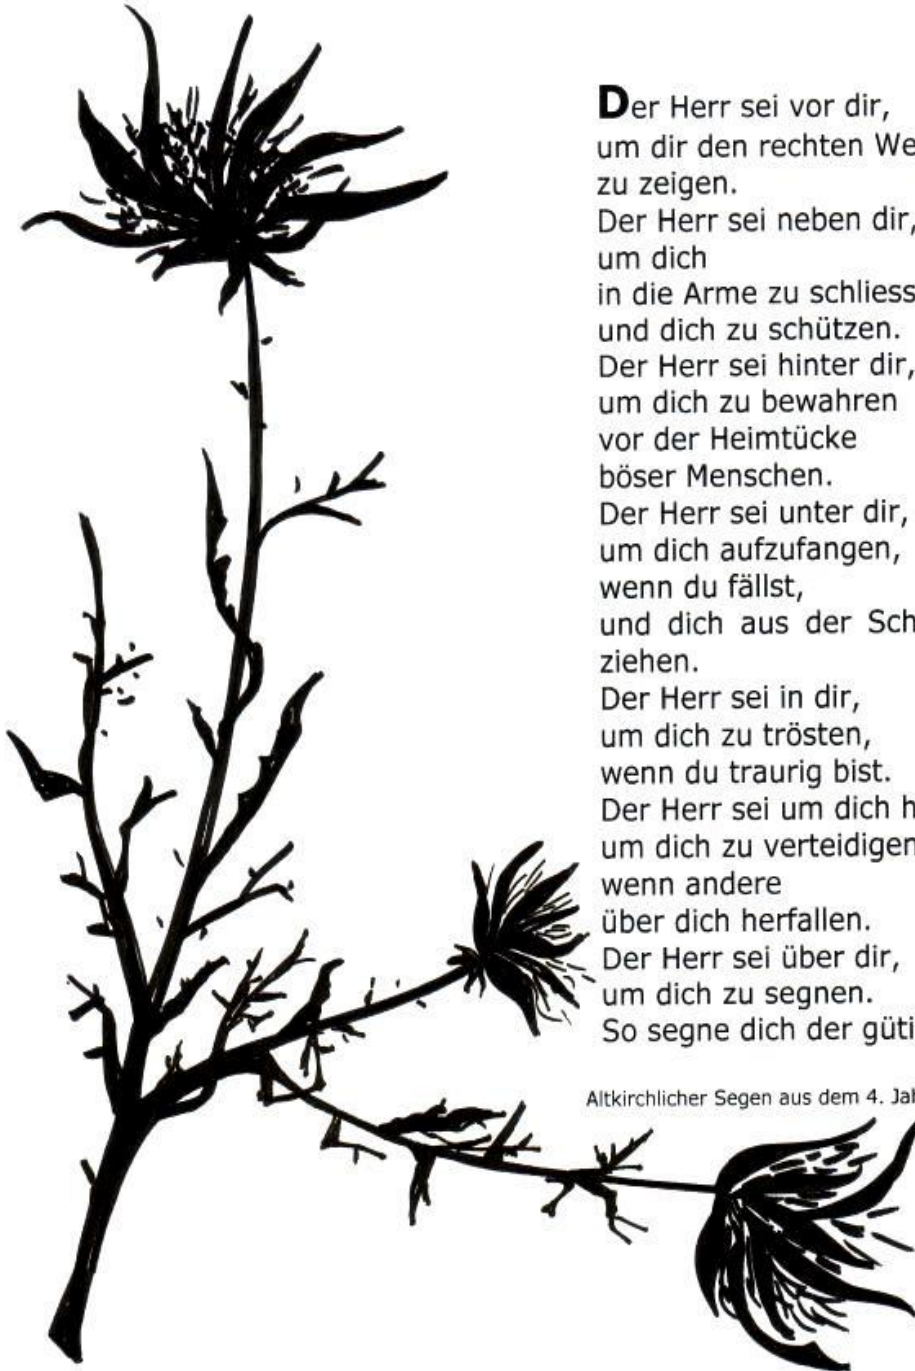 Der Herr sei vor dir,
um dir den rechten We
zu zeigen.
Der Herr sei neben dir,
um dich
in die Arme zu schliess
und dich zu schützen.
Der Herr sei hinter dir,
um dich zu bewahren
vor der Heimtücke
böser Menschen.
Der Herr sei unter dir,
um dich aufzufangen,
wenn du fällst,
und dich aus der Sch
ziehen.
Der Herr sei in dir,
um dich zu trösten,
wenn du traurig bist.
Der Herr sei um dich h
um dich zu verteidigen
wenn andere
über dich herfallen.
Der Herr sei über dir,
um dich zu segnen.
So segne dich der güti
Altkirchlicher Segen aus dem 4. Jah